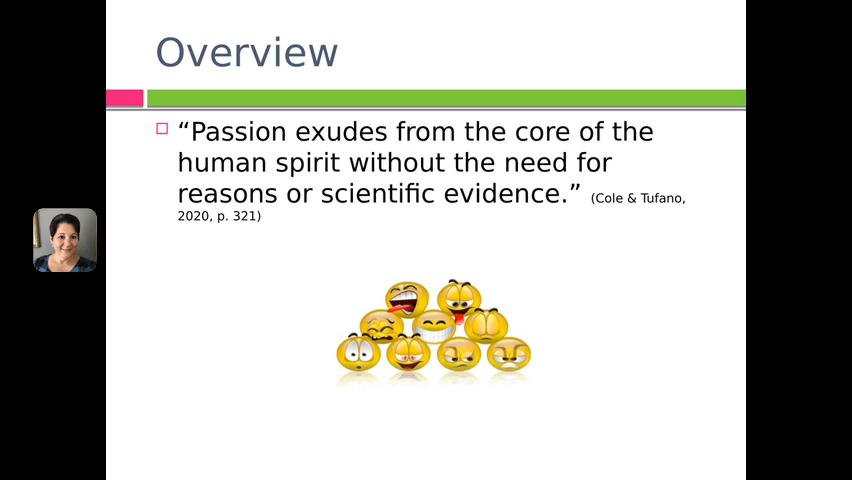 Overview
“Passion exudes from the core of the
human spirit without the need for
reasons or scientific evidence.” (Cole & Tufano,
2020, p. 321)